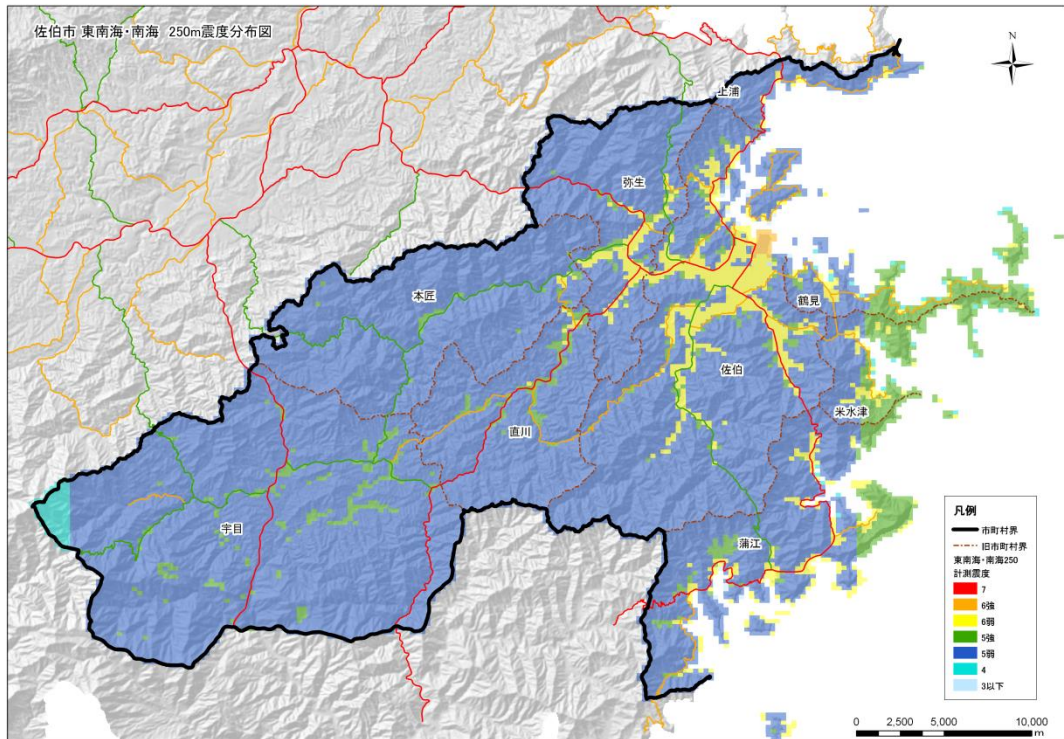 佐伯市 東南海・南海 250m震度分布図
N
上浦
弥生
本匠
鶴見
佐伯
米水津
直川
宇目
蒲江
凡例
市町村界
旧市町村界
東南海・南海250
計測震度
7
6強
6弱
5強
5弱
4
3以下
0 2,500 5,000 10,000
m